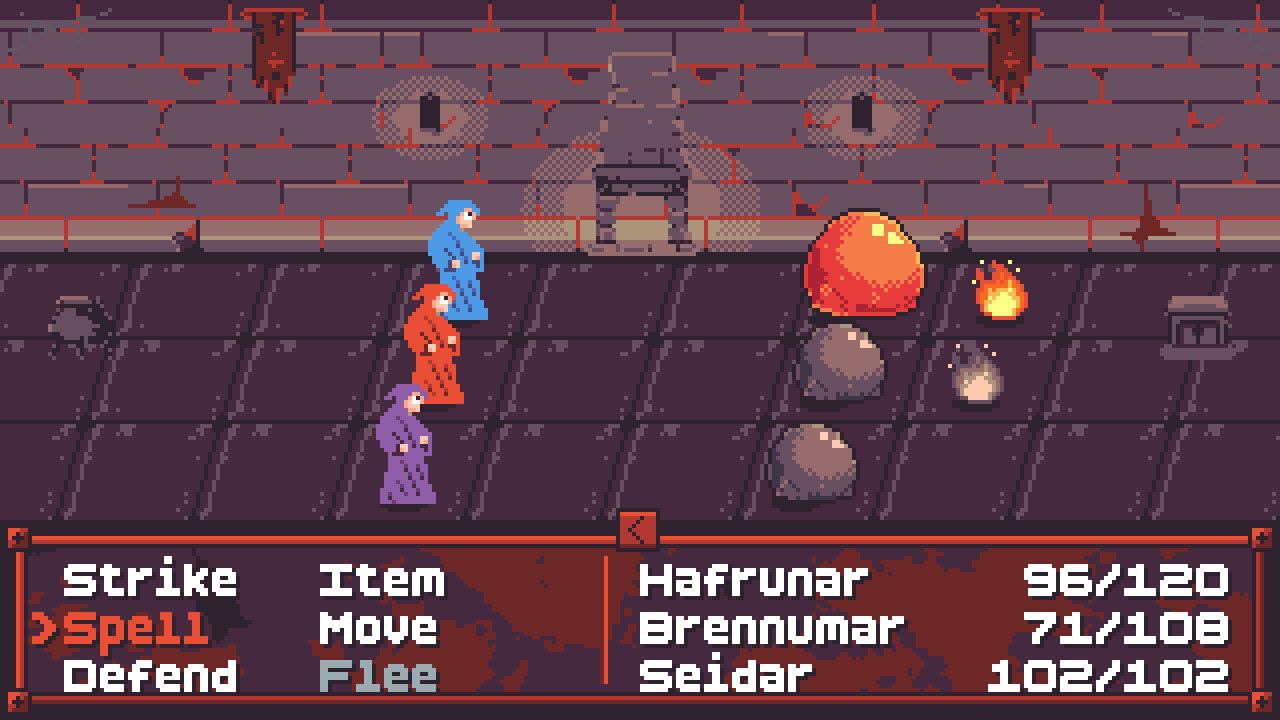 Strike Item Hafrunar 96/120
>Spell Move Brennumar 71/108
Defend Flee Seidar 102/102